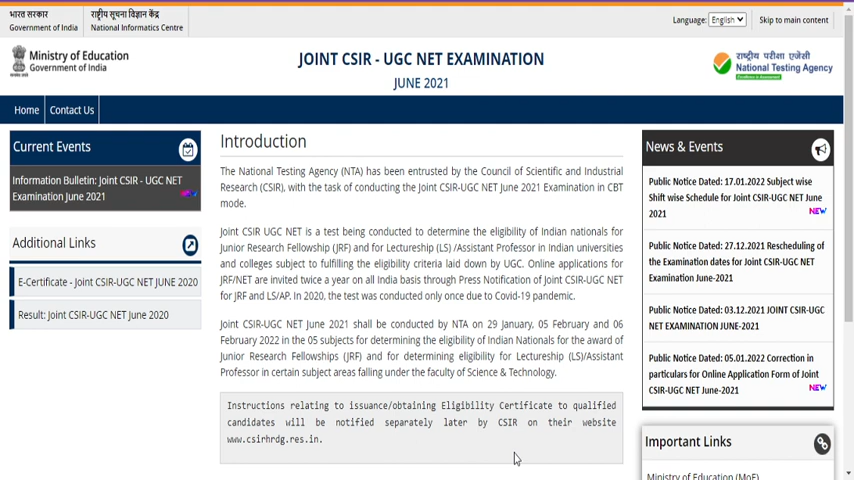 भारत सरकार
Government of India
राष्ट्रीय सूचना विज्ञान केंद्र
National Informatics Centre
Language: English
Skip to main content
Ministry of Education
Government of India
JOINT CSIR - UGC NET EXAMINATION
JUNE 2021
राष्ट्रीय परीक्षा एजेंसी
National Testing Agency
Excellence in Assessment
Home
Contact Us
Current Events
Information Bulletin: Joint CSIR - UGC NET
Examination June 2021
Additional Links
E-Certificate - Joint CSIR-UGC NET JUNE 2020
Result: Joint CSIR-UGC NET June 2020
Introduction
The National Testing Agency (NTA) has been entrusted by the Council of Scientific and Industrial
Research (CSIR), with the task of conducting the Joint CSIR-UGC NET June 2021 Examination in CBT
mode.
Joint CSIR UGC NET is a test being conducted to determine the eligibility of Indian nationals for
Junior Research Fellowship (JRF) and for Lectureship (LS) /Assistant Professor in Indian universities
and colleges subject to fulfilling the eligibility criteria laid down by UGC. Online applications for
JRF/NET are invited twice a year on all India basis through Press Notification of Joint CSIR-UGC NET
for JRF and LS/AP. In 2020, the test was conducted only once due to Covid-19 pandemic.
Joint CSIR-UGC NET June 2021 shall be conducted by NTA on 29 January, 05 February and 06
February 2022 in the 05 subjects for determining the eligibility of Indian Nationals for the award of
Junior Research Fellowships (JRF) and for determining eligibility for Lectureship (LS)/Assistant
Professor in certain subject areas falling under the faculty of Science & Technology.
Instructions relating to issuance/obtaining Eligibility Certificate to qualified
candidates will be notified separately later by CSIR on their website
www.csirhrdg.res.in.
News & Events
Public Notice Dated: 17.01.2022 Subject wise
Shift wise Schedule for Joint CSIR-UGC NET June
2021
NEW
Public Notice Dated: 27.12.2021 Rescheduling of
the Examination dates for Joint CSIR-UGC NET
Examination June-2021
Public Notice Dated: 03.12.2021 JOINT CSIR-UGC
NET EXAMINATION JUNE-2021
Public Notice Dated: 05.01.2022 Correction in
particulars for Online Application Form of Joint
CSIR-UGC NET June-2021
NEW
Important Links
Ministry of Education (MoE)